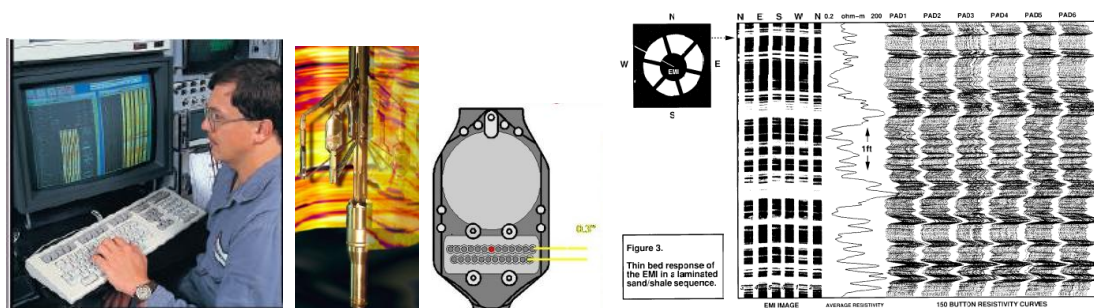 0.3"
N
W
EMI
E
S
Figure 3.
Thin bed response of
the EMI in a laminated
sand/shale sequence.
N E S W N
0.2 ohm-m 200
PAD1 PAD2 PAD3 PAD4 PAD5 PAD6
1ft
EMI IMAGE
AVERAGE RESISTIVITY
150 BUTTON RESISTIVITY CURVES